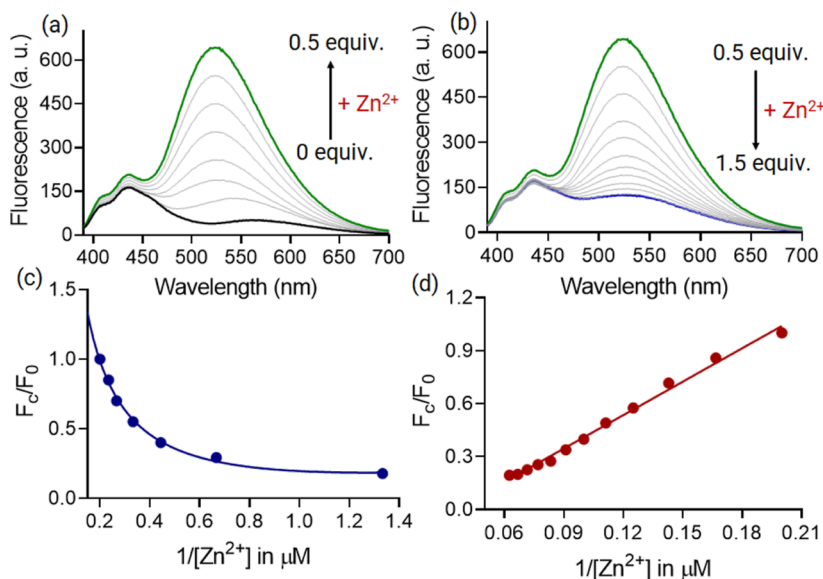 (a)
0.5 equiv.
+ Zn²⁺
0 equiv.
Fluorescence (a. u.)
600
450
300
150
0
400 450 500 550 600 650 700
Wavelength (nm)
(b)
0.5 equiv.
+ Zn²⁺
1.5 equiv.
Fluorescence (a. u.)
600
450
300
150
0
400 450 500 550 600 650 700
Wavelength (nm)
(c)
F_c/F_0
1.5
1.0
0.5
0.0
0.2 0.4 0.6 0.8 1.0 1.2 1.4
1/[Zn²⁺] in μM
(d)
F_c/F_0
1.2
0.9
0.6
0.3
0.0
0.06 0.09 0.12 0.15 0.18 0.21
1/[Zn²⁺] in μM